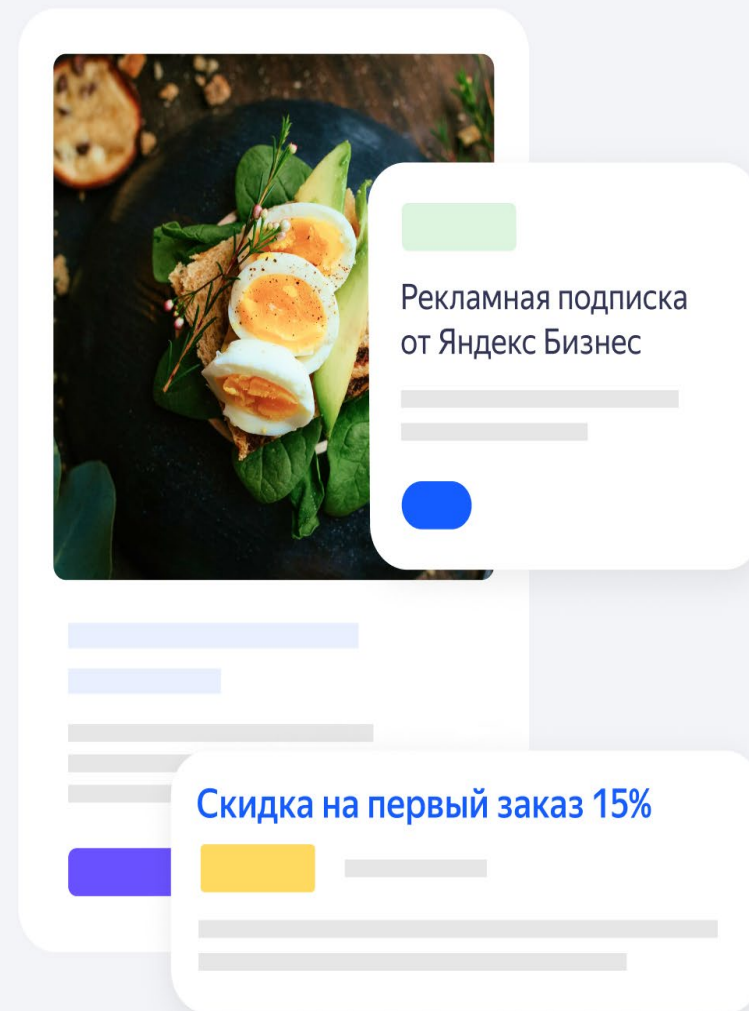 Рекламная подписка
от Яндекс Бизнес
Скидка на первый заказ 15%